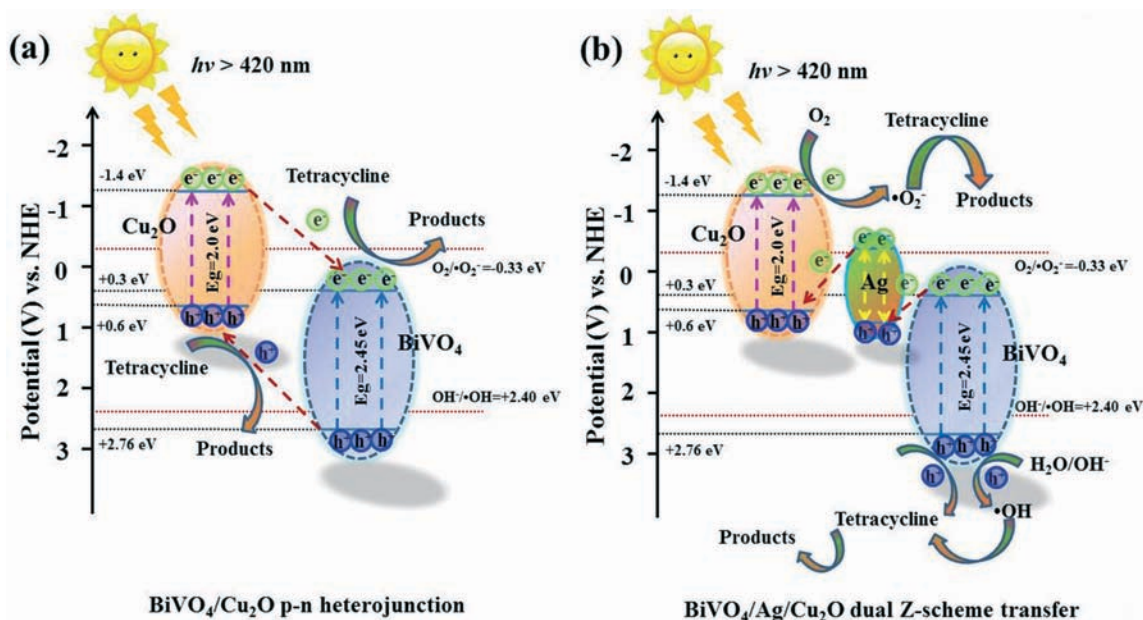 (a)
hv > 420 nm
Potential (V) vs. NHE
-2
-1
0
1
2
3
-1.4 eV
+0.3 eV
+0.6 eV
+2.76 eV
e⁻ e⁻ e⁻
Cu₂O
Eg=2.0 eV
h⁺ h⁺ h⁺
Tetracycline
e⁻
Products
O₂/•O₂⁻=-0.33 eV
e⁻ e⁻ e⁻
BiVO₄
Eg=2.45 eV
h⁺
Tetracycline
Products
OH⁻/•OH=+2.40 eV
h⁺ h⁺ h⁺
BiVO₄/Cu₂O p-n heterojunction
(b)
hv > 420 nm
Potential (V) vs. NHE
-2
-1
0
1
2
3
-1.4 eV
+0.3 eV
+0.6 eV
+2.76 eV
O₂
e⁻
•O₂⁻
Tetracycline
Products
e⁻ e⁻ e⁻
Cu₂O
Eg=2.0 eV
h⁺ h⁺ h⁺
e⁻
e⁻ e⁻
Ag
h⁺ h⁺
e⁻
O₂/•O₂⁻=-0.33 eV
e⁻ e⁻ e⁻
BiVO₄
Eg=2.45 eV
OH⁻/•OH=+2.40 eV
h⁺ h⁺ h⁺
h⁺
h⁺
H₂O/OH⁻
•OH
Tetracycline
Products
BiVO₄/Ag/Cu₂O dual Z-scheme transfer